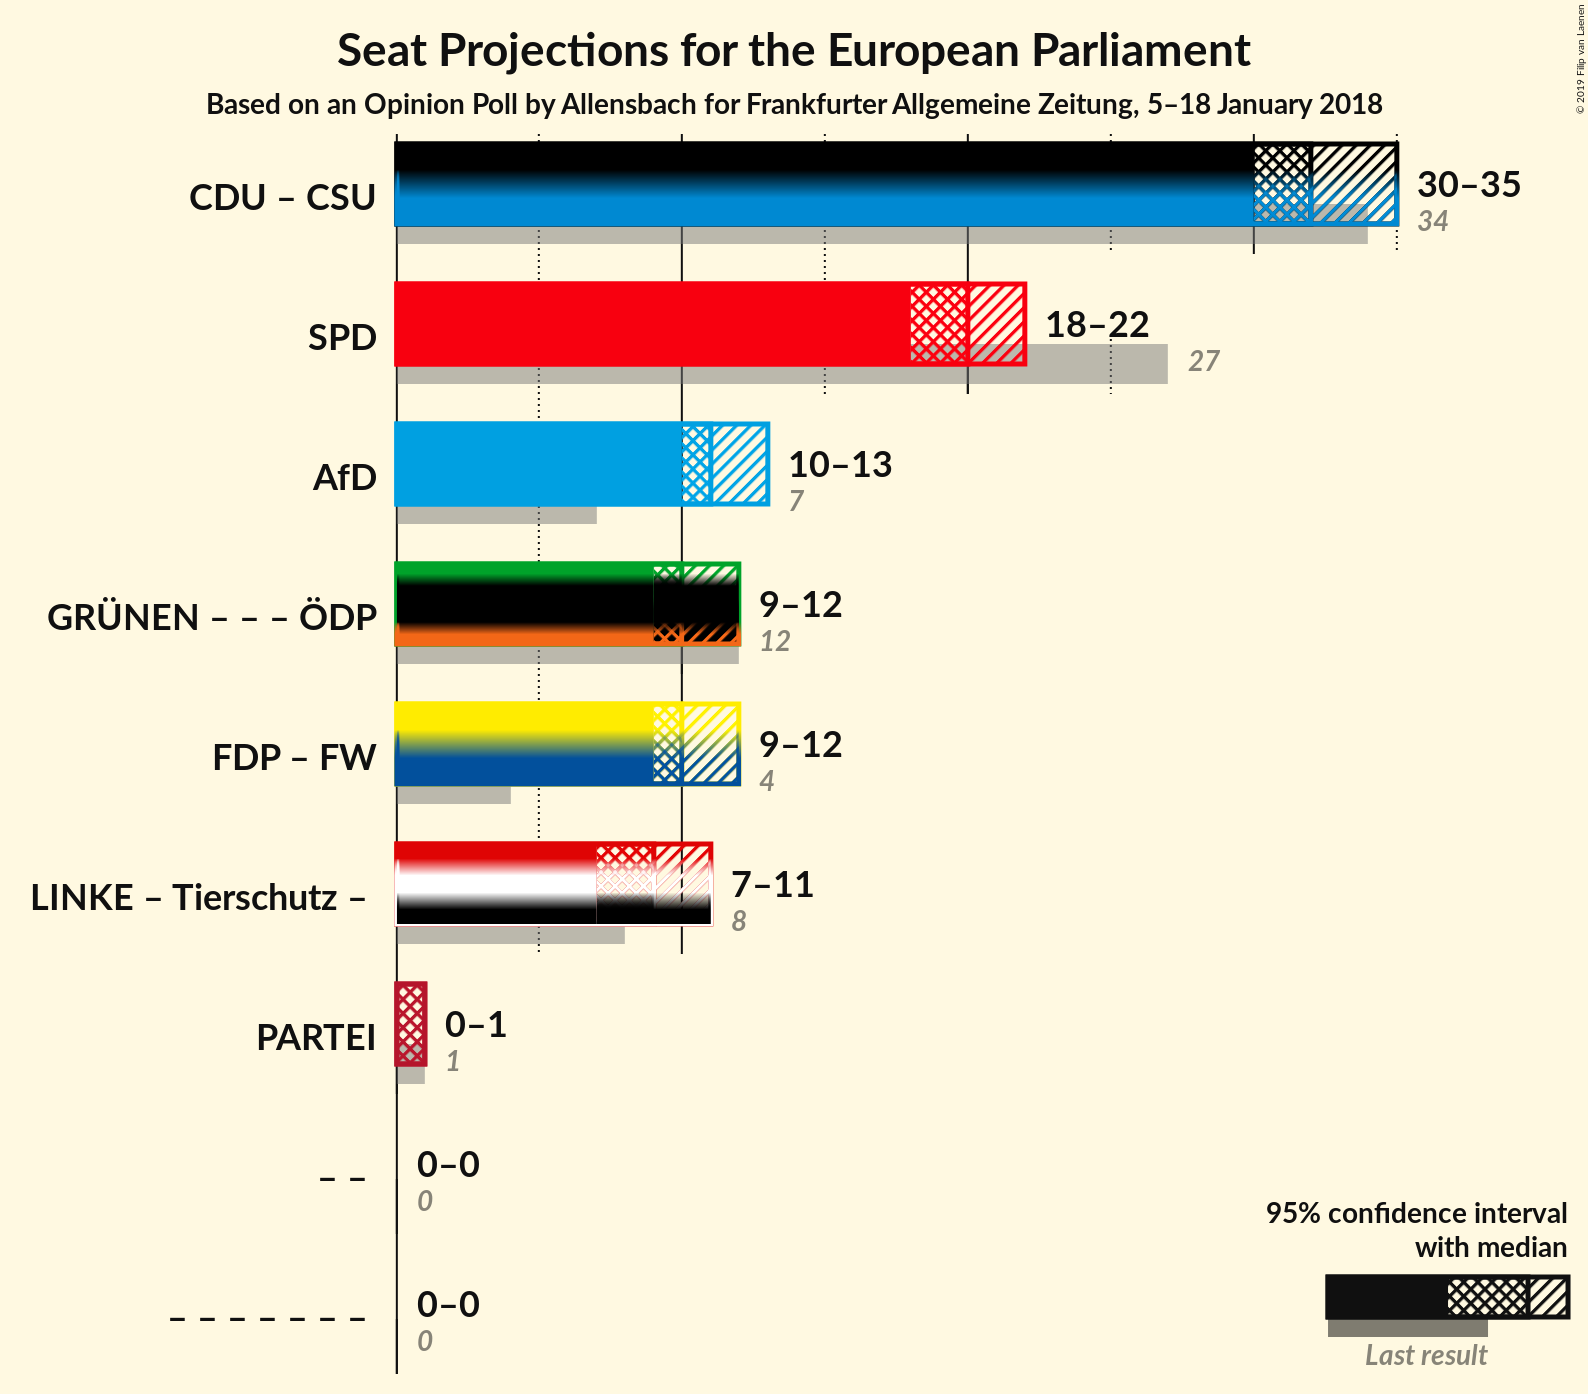 Seat Projections for the European Parliament
Based on an Opinion Poll by Allensbach for Frankfurter Allgemeine Zeitung, 5–18 January 2018
© 2019 Filip van Laenen
CDU – CSU
30–35
34
SPD
18–22
27
AfD
10–13
7
GRÜNEN – – – ÖDP
9–12
12
FDP – FW
9–12
4
LINKE – Tierschutz –
7–11
8
PARTEI
0–1
1
– –
0–0
0
– – – – – – –
0–0
0
95% confidence interval
with median
Last result